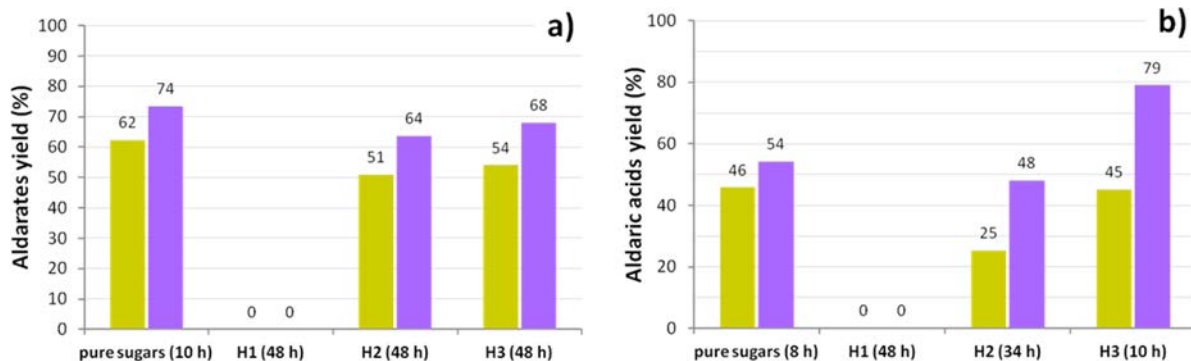 a)
Aldarates yield (%)
100
90
80
70
60
50
40
30
20
10
0
62
74
0
0
51
64
54
68
pure sugars (10 h)
H1 (48 h)
H2 (48 h)
H3 (48 h)
b)
Aldaric acids yield (%)
100
80
60
40
20
0
46
54
0
0
25
48
45
79
pure sugars (8 h)
H1 (48 h)
H2 (34 h)
H3 (10 h)